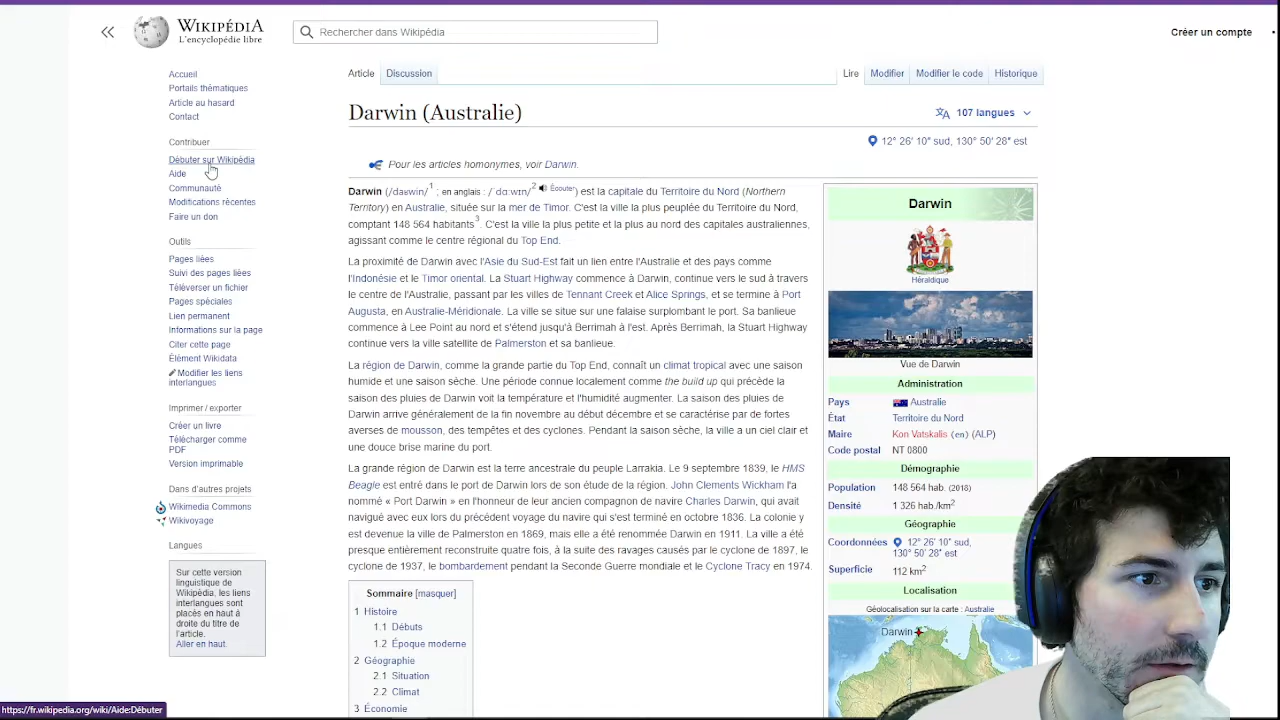 WIKIPÉDIA
L'encyclopédie libre
Rechercher dans Wikipédia
Créer un compte
Accueil
Portails thématiques
Article au hasard
Contact
Contribuer
Débuter sur Wikipédia
Aide
Communauté
Modifications récentes
Faire un don
Outils
Pages liées
Suivi des pages liées
Téléverser un fichier
Pages spéciales
Lien permanent
Informations sur la page
Citer cette page
Élément Wikidata
Modifier les liens
interlangues
Imprimer / exporter
Créer un livre
Télécharger comme
PDF
Version imprimable
Dans d'autres projets
Wikimedia Commons
Wikivoyage
Langues
Sur cette version
linguistique de
Wikipédia, les liens
interlangues sont
placés en haut à
droite du titre de
l'article.
Aller en haut.
Article Discussion Lire Modifier Modifier le code Historique
Darwin (Australie)
107 langues
12° 26′ 10″ sud, 130° 50′ 28″ est
Pour les articles homonymes, voir Darwin.
Darwin (/daʁwin/1 ; en anglais : /ˈdɑːwɪn/2 Écouter) est la capitale du Territoire du Nord (Northern
Territory) en Australie, située sur la mer de Timor. C'est la ville la plus peuplée du Territoire du Nord,
comptant 148 564 habitants3. C'est la ville la plus petite et la plus au nord des capitales australiennes,
agissant comme le centre régional du Top End.
La proximité de Darwin avec l'Asie du Sud-Est fait un lien entre l'Australie et des pays comme
l'Indonésie et le Timor oriental. La Stuart Highway commence à Darwin, continue vers le sud à travers
le centre de l'Australie, passant par les villes de Tennant Creek et Alice Springs, et se termine à Port
Augusta, en Australie-Méridionale. La ville se situe sur une falaise surplombant le port. Sa banlieue
commence à Lee Point au nord et s'étend jusqu'à Berrimah à l'est. Après Berrimah, la Stuart Highway
continue vers la ville satellite de Palmerston et sa banlieue.
La région de Darwin, comme la grande partie du Top End, connaît un climat tropical avec une saison
humide et une saison sèche. Une période connue localement comme the build up qui précède la
saison des pluies de Darwin voit la température et l'humidité augmenter. La saison des pluies de
Darwin arrive généralement de la fin novembre au début décembre et se caractérise par de fortes
averses de mousson, des tempêtes et des cyclones. Pendant la saison sèche, la ville a un ciel clair et
une douce brise marine du port.
La grande région de Darwin est la terre ancestrale du peuple Larrakia. Le 9 septembre 1839, le HMS
Beagle est entré dans le port de Darwin lors de son étude de la région. John Clements Wickham l'a
nommé « Port Darwin » en l'honneur de leur ancien compagnon de navire Charles Darwin, qui avait
navigué avec eux lors du précédent voyage du navire qui s'est terminé en octobre 1836. La colonie y
est devenue la ville de Palmerston en 1869, mais elle a été renommée Darwin en 1911. La ville a été
presque entièrement reconstruite quatre fois, à la suite des ravages causés par le cyclone de 1897, le
cyclone de 1937, le bombardement pendant la Seconde Guerre mondiale et le Cyclone Tracy en 1974.
Sommaire [masquer]
1 Histoire
1.1 Débuts
1.2 Époque moderne
2 Géographie
2.1 Situation
2.2 Climat
3 Économie
Darwin
Héraldique
Vue de Darwin
Administration
Pays Australie
État Territoire du Nord
Maire Kon Vatskalis (en) (ALP)
Code postal NT 0800
Démographie
Population 148 564 hab. (2018)
Densité 1 326 hab./km2
Géographie
Coordonnées 12° 26′ 10″ sud,
130° 50′ 28″ est
Superficie 112 km2
Localisation
Géolocalisation sur la carte : Australie
Darwin
https://fr.wikipedia.org/wiki/Aide:Débuter